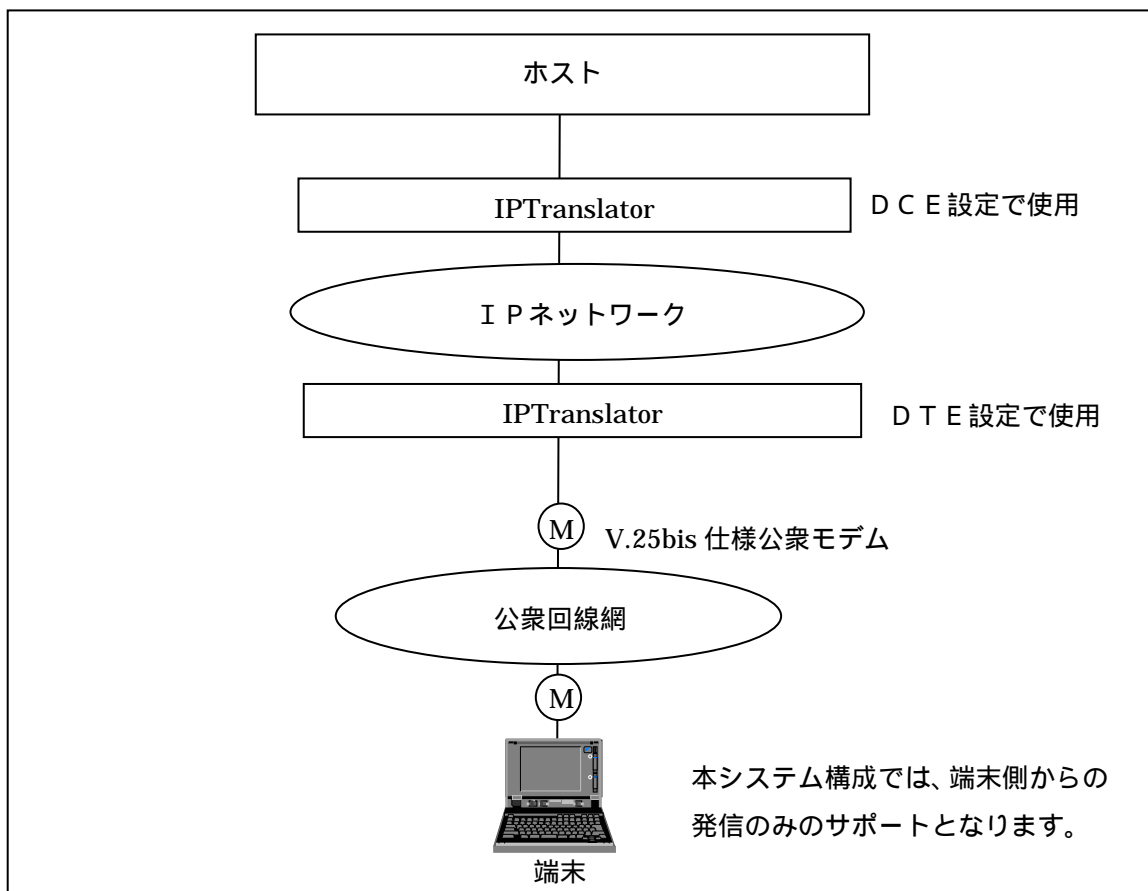 ホスト
IPTranslator
ＤＣＥ設定で使用
ＩＰネットワーク
IPTranslator
ＤＴＥ設定で使用
M
V.25bis 仕様公衆モデム
公衆回線網
M
本システム構成では、端末側からの
発信のみのサポートとなります。
端末